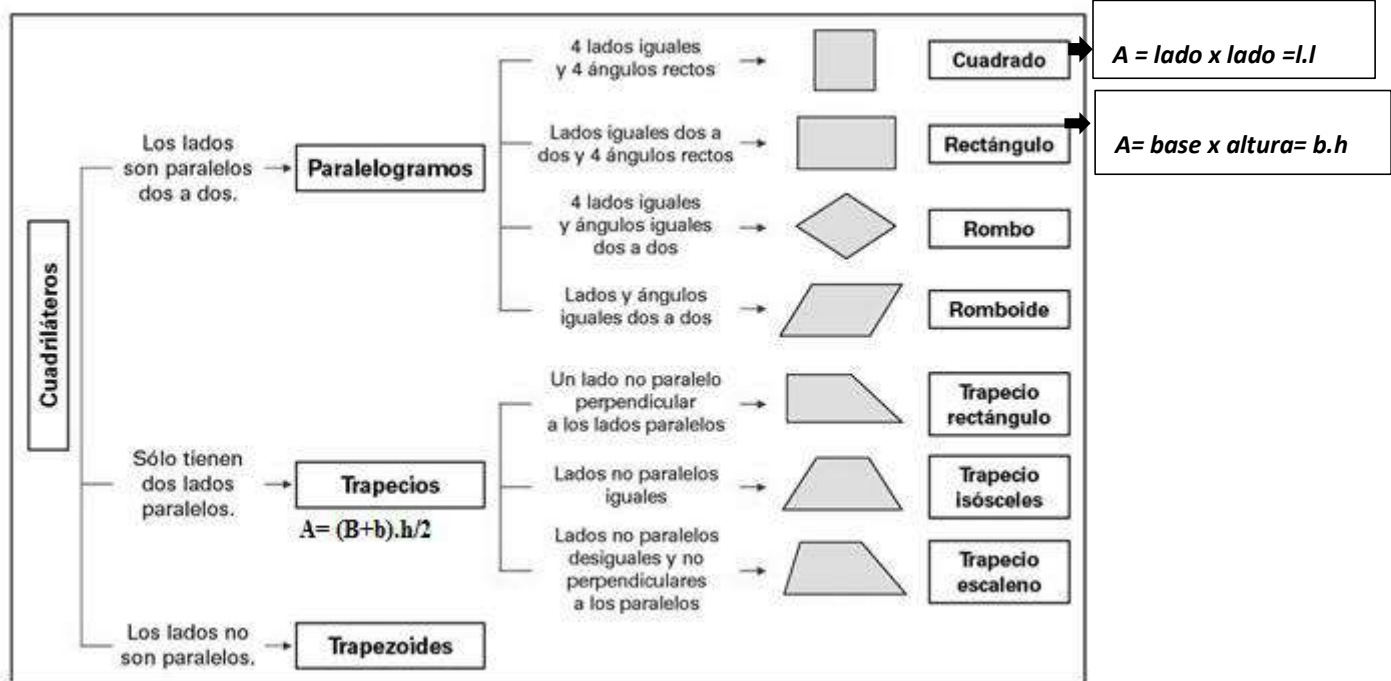 Cuadriláteros
Los lados
son paralelos
dos a dos.
Paralelogramos
4 lados iguales
y 4 ángulos rectos
Cuadrado
A = lado x lado =l.l
Lados iguales dos a
dos y 4 ángulos rectos
Rectángulo
A= base x altura= b.h
4 lados iguales
y ángulos iguales
dos a dos
Rombo
Lados y ángulos
iguales dos a dos
Romboide
Sólo tienen
dos lados
paralelos.
Trapecios
A= (B+b).h/2
Un lado no paralelo
perpendicular
a los lados paralelos
Trapecio
rectángulo
Lados no paralelos
iguales
Trapecio
isósceles
Lados no paralelos
desiguales y no
perpendiculares
a los paralelos
Trapecio
escaleno
Los lados no
son paralelos.
Trapezoides